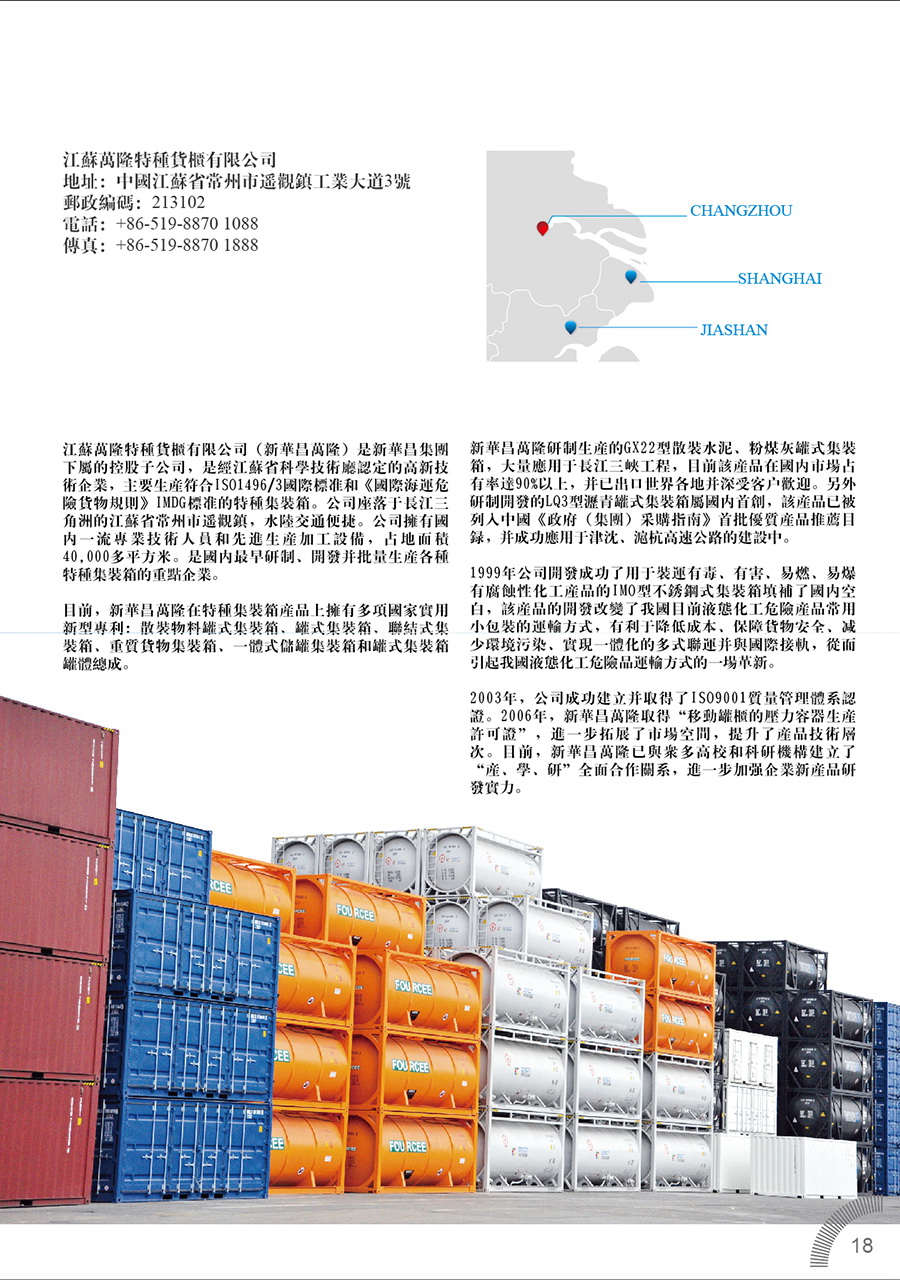 江蘇萬隆特種貨櫃有限公司
地址：中國江蘇省常州市遥觀鎮工業大道3號
郵政編碼：213102
電話：+86-519-8870 1088
傳真：+86-519-8870 1888
CHANGZHOU
SHANGHAI
JIASHAN
江蘇萬隆特種貨櫃有限公司（新華昌萬隆）是新華昌集團
下屬的控股子公司，是經江蘇省科學技術廳認定的高新技
術企業，主要生産符合ISO1496/3國際標准和《國際海運危
險貨物規則》IMDG標准的特種集裝箱。公司座落于長江三
角洲的江蘇省常州市遥觀鎮，水陸交通便捷。公司擁有國
内一流專業技術人員和先進生産加工設備，占地面積
40,000多平方米。是國内最早研制、開發并批量生産各種
特種集裝箱的重點企業。
目前，新華昌萬隆在特種集裝箱産品上擁有多項國家實用
新型專利：散裝物料罐式集裝箱、罐式集裝箱、聯結式集
裝箱、重質貨物集裝箱、一體式儲罐集裝箱和罐式集裝箱
罐體總成。
新華昌萬隆研制生産的GX22型散裝水泥、粉煤灰罐式集裝
箱，大量應用于長江三峽工程，目前該産品在國内市場占
有率達90%以上，并已出口世界各地并深受客户歡迎。另外
研制開發的LQ3型瀝青罐式集裝箱屬國内首創，該産品已被
列入中國《政府（集團）采購指南》首批優質産品推薦目
録，并成功應用于津沈、滬杭高速公路的建設中。
1999年公司開發成功了用于裝運有毒、有害、易燃、易爆
有腐蝕性化工産品的IMO型不銹鋼式集裝箱填補了國内空
白，該産品的開發改變了我國目前液態化工危險産品常用
小包裝的運輸方式，有利于降低成本、保障貨物安全、减
少環境污染、實現一體化的多式聯運并與國際接軌，從而
引起我國液態化工危險品運輸方式的一場革新。
2003年，公司成功建立并取得了ISO9001質量管理體系認
證。2006年，新華昌萬隆取得“移動罐櫃的壓力容器生産
許可證”，進一步拓展了市場空間，提升了産品技術層
次。目前，新華昌萬隆已與衆多高校和科研機構建立了
“産、學、研”全面合作關系，進一步加强企業新産品研
發實力。
RCEE
FOURCEE
CEE
FOURCEE
FOURCEE
CEE
FOURCEE
FOURCEE
CEE
FOURCEE
18